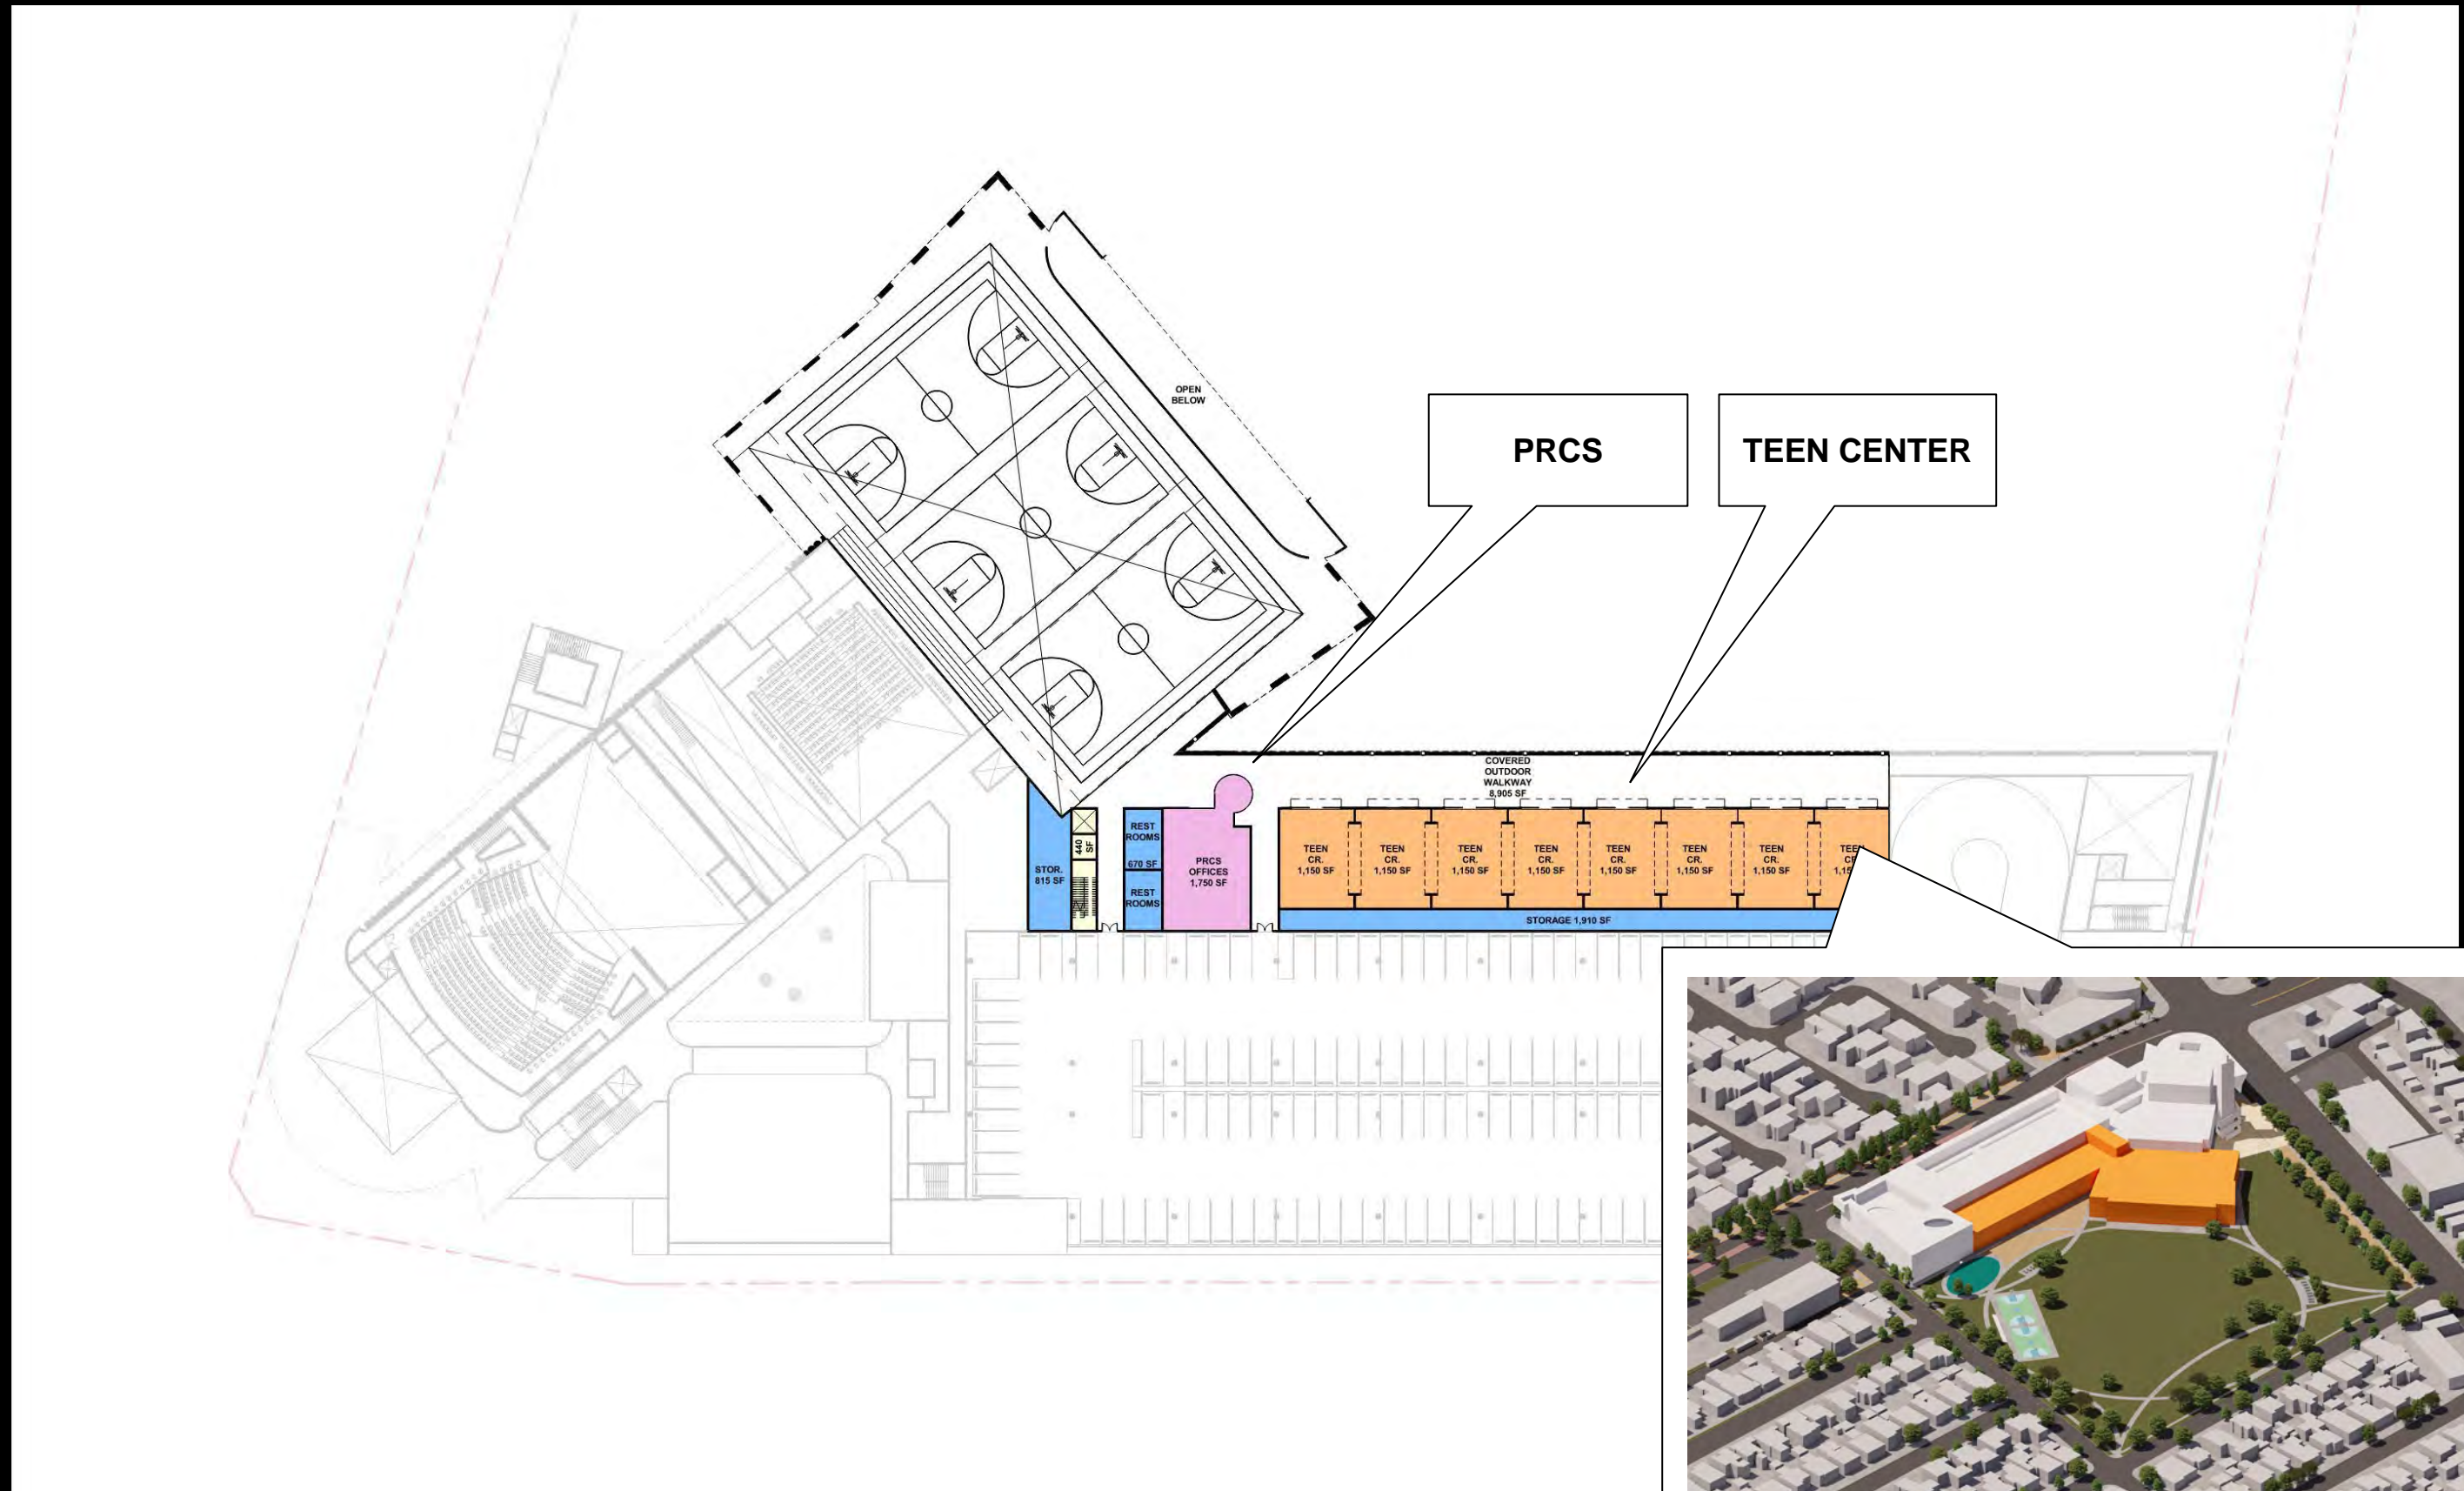 OPEN
BELOW
PRCS
TEEN CENTER
COVERED
OUTDOOR
WALKWAY
8,905 SF
STOR.
815 SF
440
SF
REST
ROOMS
670 SF
REST
ROOMS
PRCS
OFFICES
1,750 SF
TEEN
CR.
1,150 SF
TEEN
CR.
1,150 SF
TEEN
CR.
1,150 SF
TEEN
CR.
1,150 SF
TEEN
CR.
1,150 SF
TEEN
CR.
1,150 SF
TEEN
CR.
1,150 SF
TEEN
STORAGE 1,910 SF